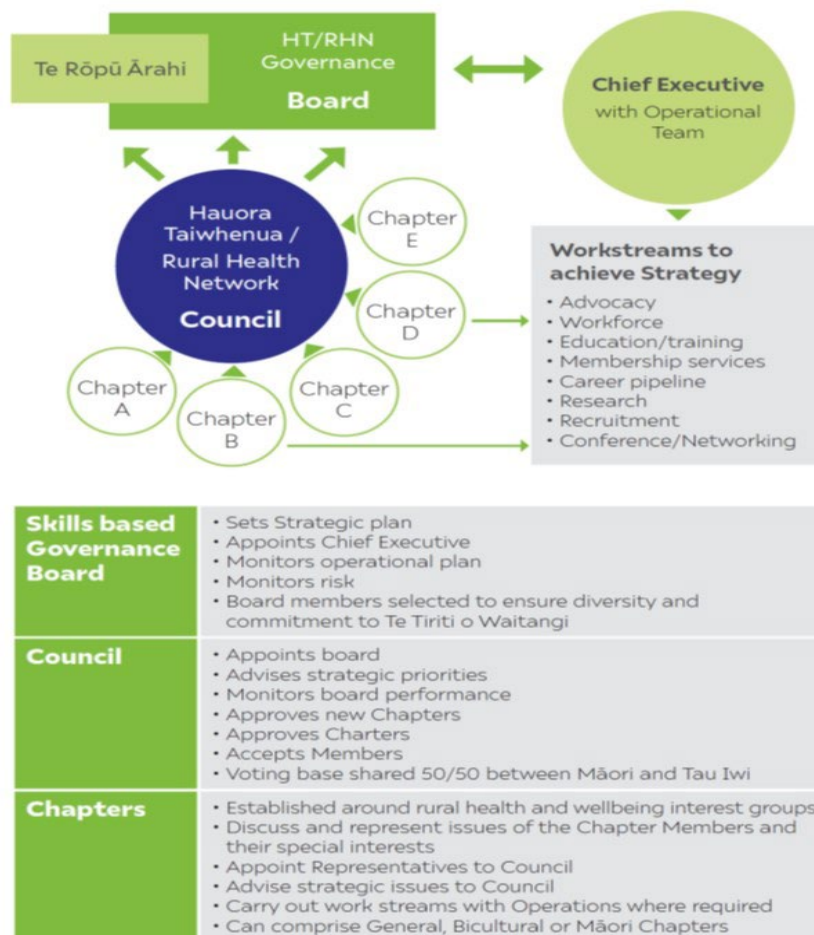 Te Rōpū Ārahi
HT/RHN
Governance
Board
Chief Executive
with Operational
Team
Hauora
Taiwhenua /
Rural Health
Network
Council
Chapter
E
Chapter
D
Chapter
C
Chapter
B
Chapter
A
Workstreams to
achieve Strategy
• Advocacy
• Workforce
• Education/training
• Membership services
• Career pipeline
• Research
• Recruitment
• Conference/Networking
Skills based
Governance
Board
• Sets Strategic plan
• Appoints Chief Executive
• Monitors operational plan
• Monitors risk
• Board members selected to ensure diversity and
commitment to Te Tiriti o Waitangi
Council
• Appoints board
• Advises strategic priorities
• Monitors board performance
• Approves new Chapters
• Approves Charters
• Accepts Members
• Voting base shared 50/50 between Māori and Tau Iwi
Chapters
• Established around rural health and wellbeing interest groups
• Discuss and represent issues of the Chapter Members and
their special interests
• Appoint Representatives to Council
• Advise strategic issues to Council
• Carry out work streams with Operations where required
• Can comprise General, Bicultural or Māori Chapters